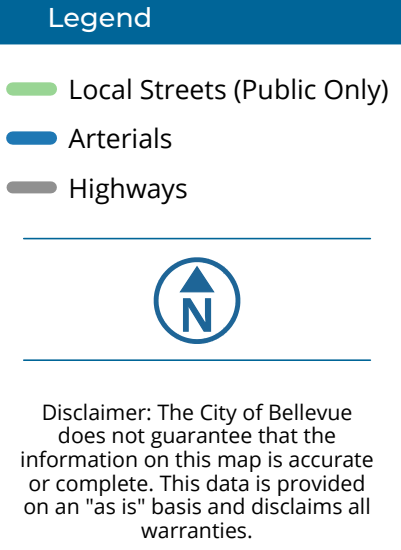 Legend
Local Streets (Public Only)
Arterials
Highways
N
Disclaimer: The City of Bellevue
does not guarantee that the
information on this map is accurate
or complete. This data is provided
on an "as is" basis and disclaims all
warranties.